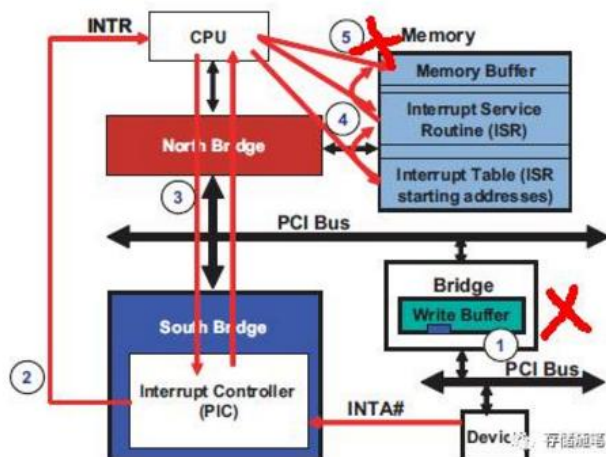 INTR
CPU
5
Memory
Memory Buffer
Interrupt Service
Routine (ISR)
Interrupt Table (ISR
starting addresses)
4
North Bridge
3
PCI Bus
Bridge
Write Buffer
1
PCI Bus
South Bridge
Interrupt Controller
(PIC)
2
INTA#
Device
存储随笔